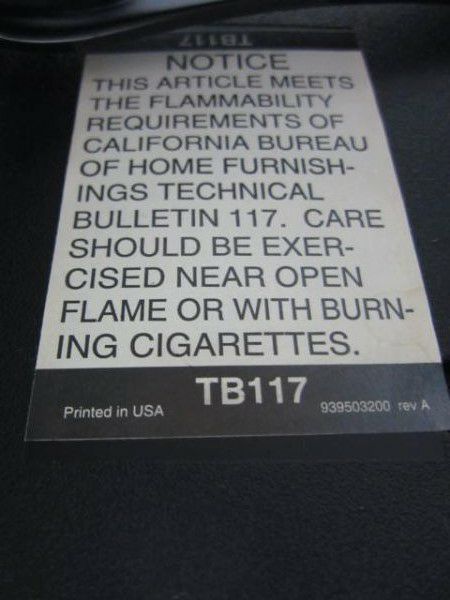 TB117
NOTICE
THIS ARTICLE MEETS
THE FLAMMABILITY
REQUIREMENTS OF
CALIFORNIA BUREAU
OF HOME FURNISH-
INGS TECHNICAL
BULLETIN 117. CARE
SHOULD BE EXER-
CISED NEAR OPEN
FLAME OR WITH BURN-
ING CIGARETTES.
Printed in USA TB117 939503200 rev A